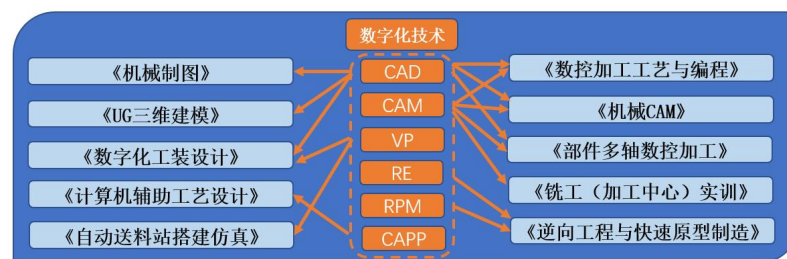 数字化技术
《机械制图》
《UG三维建模》
《数字化工装设计》
《计算机辅助工艺设计》
《自动送料站搭建仿真》
CAD
CAM
VP
RE
RPM
CAPP
《数控加工工艺与编程》
《机械CAM》
《部件多轴数控加工》
《铣工（加工中心）实训》
《逆向工程与快速原型制造》